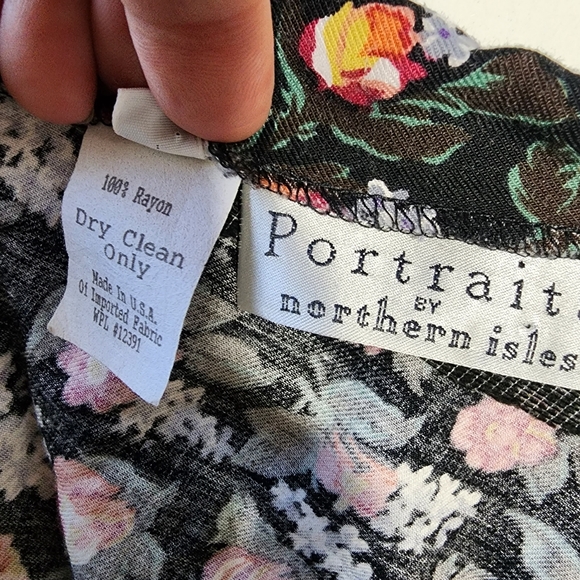 100% Rayon
Dry Clean
Only
Made In U.S.A.
Of Imported Fabric
WPL #12391
Portraits
BY
northern isles